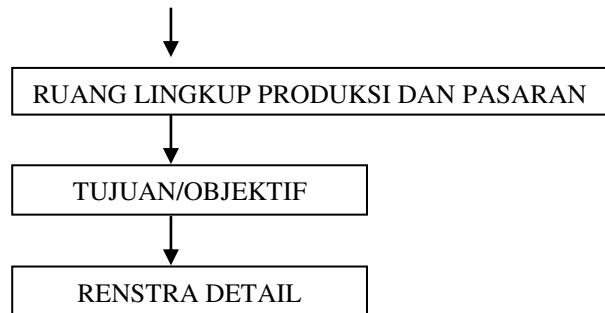 RUANG LINGKUP PRODUKSI DAN PASARAN
TUJUAN/OBJEKTIF
RENSTRA DETAIL